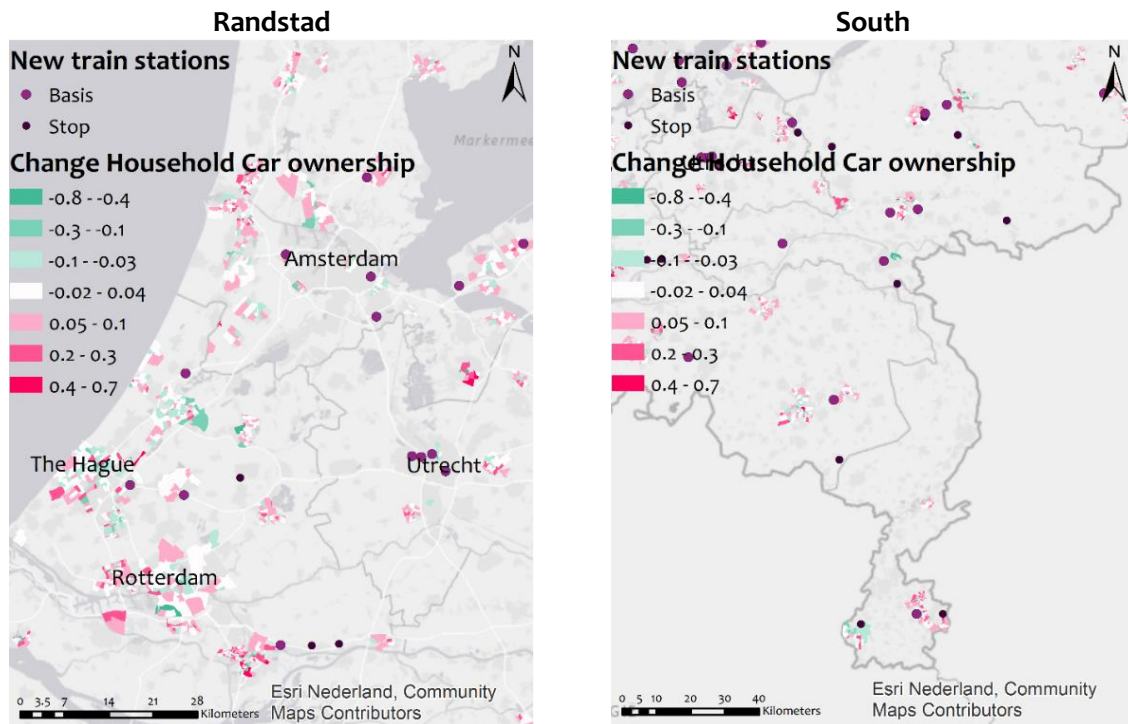 Randstad
New train stations
Basis
Stop
Change Household Car ownership
-0.8 - -0.4
-0.3 - -0.1
-0.1 - -0.03
-0.02 - 0.04
0.05 - 0.1
0.2 - 0.3
0.4 - 0.7
N
Markermee
Amsterdam
The Hague
Utrecht
Rotterdam
0 3.5 7 14 21 28
Kilometers
Esri Nederland, Community
Maps Contributors
South
New train stations
Basis
Stop
Change Household Car ownership
-0.8 - -0.4
-0.3 - -0.1
-0.1 - -0.03
-0.02 - 0.04
0.05 - 0.1
0.2 - 0.3
0.4 - 0.7
N
0 5 10 20 30 40
Kilometers
Esri Nederland, Community
Maps Contributors